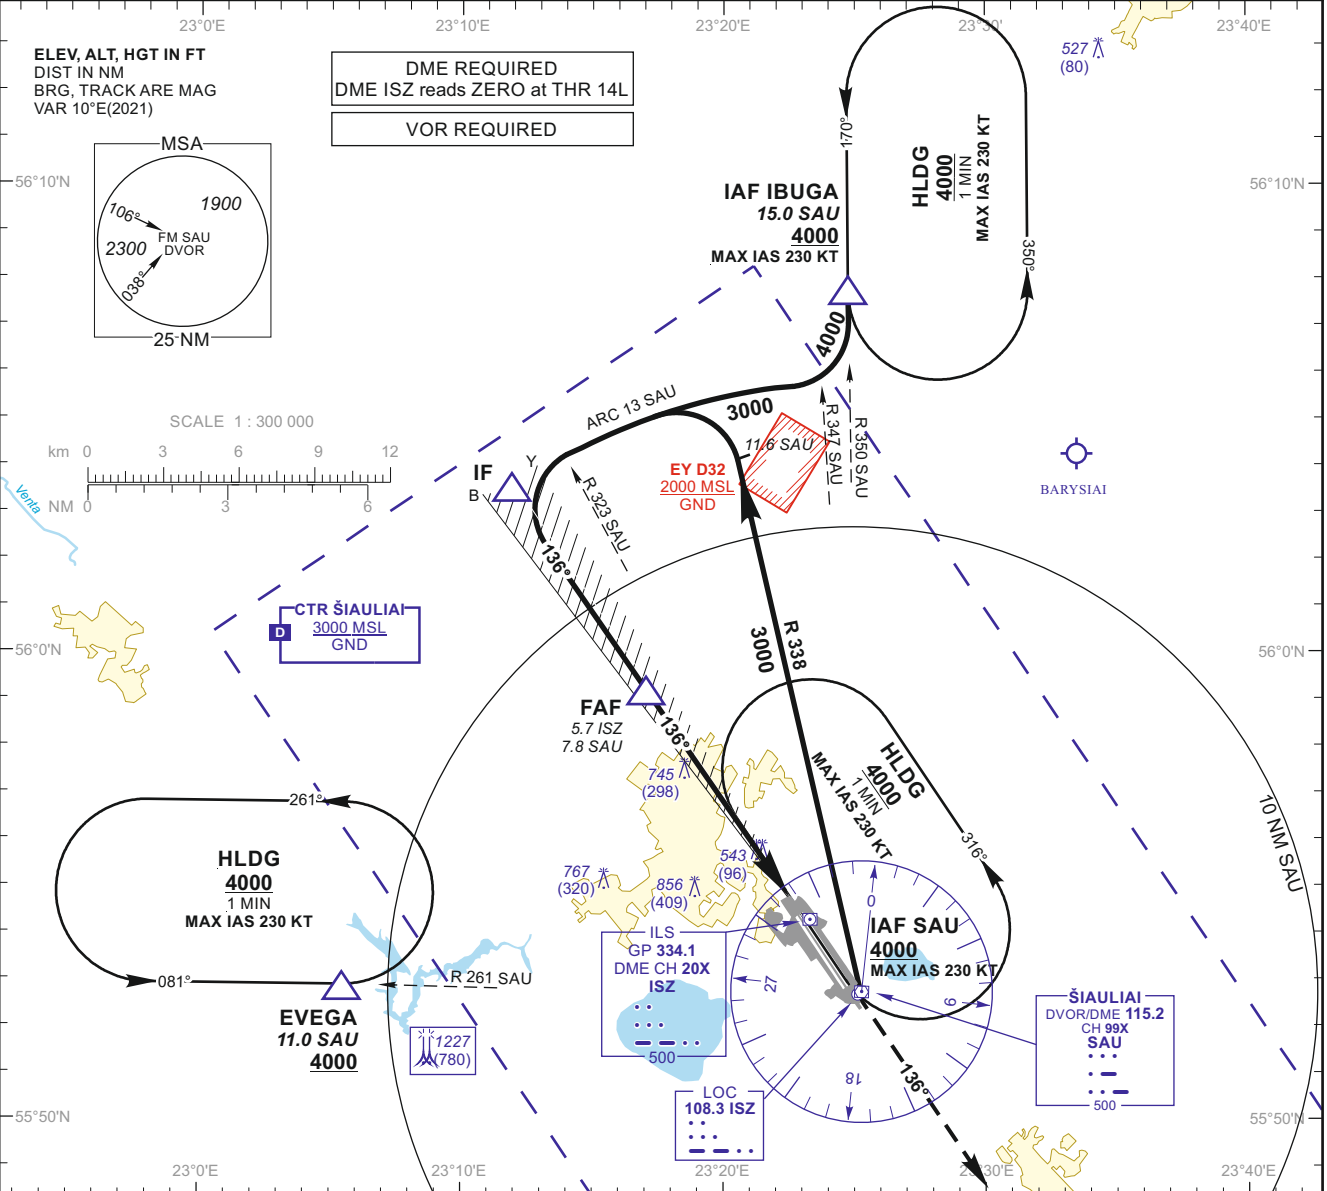 23°0'E
23°10'E
23°20'E
23°30'E
23°40'E
ELEV, ALT, HGT IN FT
DIST IN NM
BRG, TRACK ARE MAG
VAR 10°E(2021)
DME REQUIRED
DME ISZ reads ZERO at THR 14L
VOR REQUIRED
527
(80)
MSA
106°
1900
FM SAU
DVOR
2300
038°
25 NM
56°10'N
56°10'N
170°
HLDG
4000
1 MIN
MAX IAS 230 KT
350°
IAF IBUGA
15.0 SAU
4000
MAX IAS 230 KT
4000
SCALE 1 : 300 000
km 0 3 6 9 12
NM 0 3 6
Venta
ARC 13 SAU
3000
11.6 SAU
R 347 SAU
R 350 SAU
EY D32
2000 MSL
GND
BARYSIAI
IF
Y
B
R 323 SAU
136°
CTR ŠIAULIAI
D
3000 MSL
GND
56°0'N
56°0'N
R 338
3000
FAF
5.7 ISZ
7.8 SAU
136°
745
(298)
HLDG
4000
1 MIN
MAX IAS 230 KT
316°
10 NM SAU
261°
HLDG
4000
1 MIN
MAX IAS 230 KT
081°
543
(96)
767
(320)
856
(409)
0
9
18
27
IAF SAU
4000
MAX IAS 230 KT
ILS
GP 334.1
DME CH 20X
ISZ
500
R 261 SAU
EVEGA
11.0 SAU
4000
1227
(780)
ŠIAULIAI
DVOR/DME 115.2
CH 99X
SAU
500
LOC
108.3 ISZ
136°
55°50'N
55°50'N
23°0'E
23°10'E
23°20'E
23°30'E
23°40'E